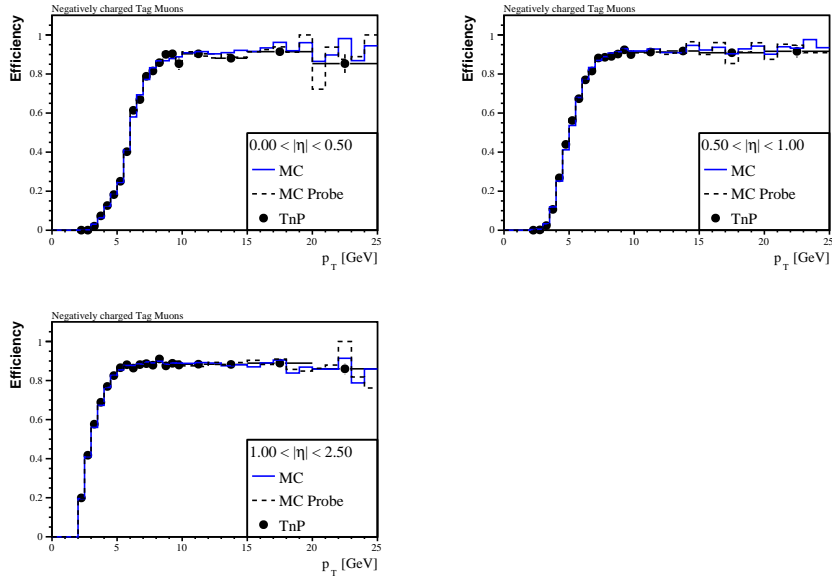 Negatively charged Tag Muons
Efficiency
1
0.8
0.6
0.4
0.2
0
0.00 < |η| < 0.50
MC
MC Probe
TnP
0 5 10 15 20 25
p_T [GeV]
Negatively charged Tag Muons
Efficiency
1
0.8
0.6
0.4
0.2
0
0.50 < |η| < 1.00
MC
MC Probe
TnP
0 5 10 15 20 25
p_T [GeV]
Negatively charged Tag Muons
Efficiency
1
0.8
0.6
0.4
0.2
0
1.00 < |η| < 2.50
MC
MC Probe
TnP
0 5 10 15 20 25
p_T [GeV]